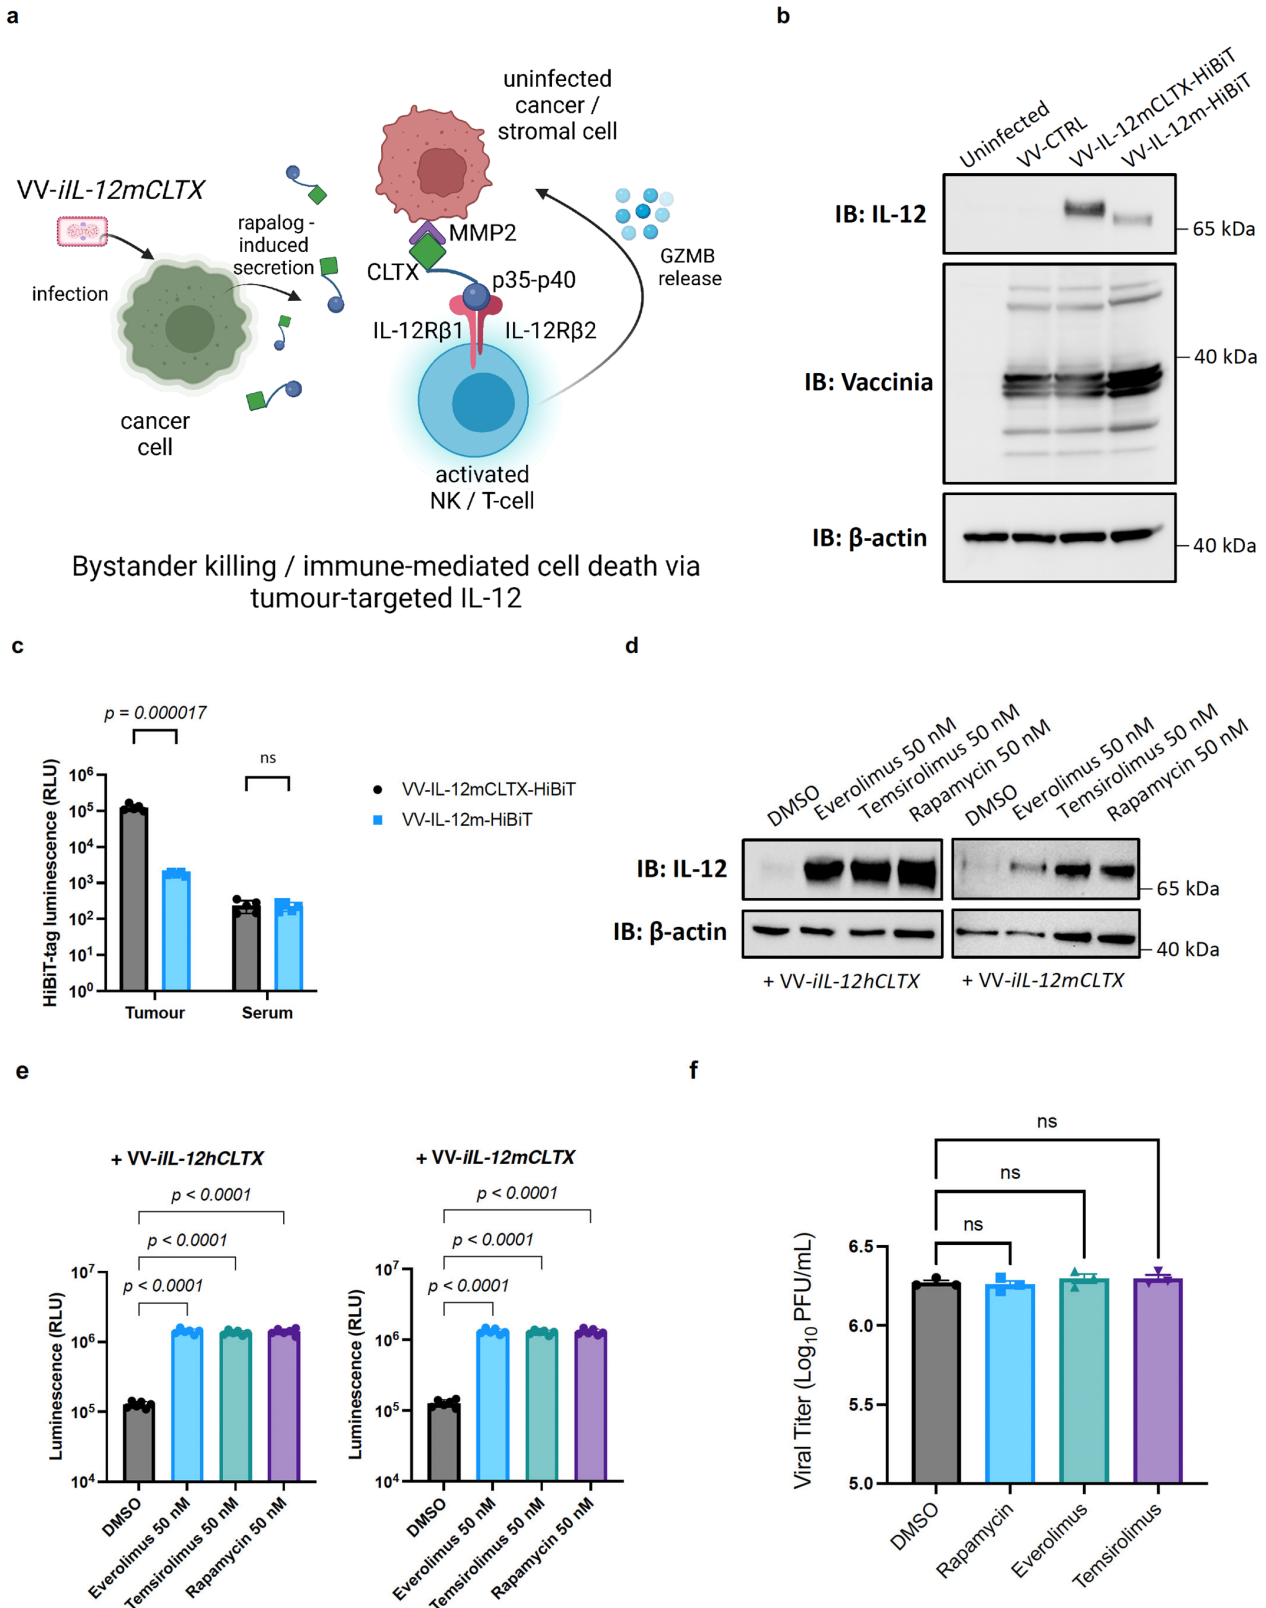 a
uninfected
cancer /
stromal cell
VV-iIL-12mCLTX
infection
rapalog -
induced
secretion
cancer
cell
MMP2
CLTX
p35-p40
IL-12Rβ1
IL-12Rβ2
GZMB
release
activated
NK / T-cell
Bystander killing / immune-mediated cell death via
tumour-targeted IL-12
b
Uninfected
VV-CTRL
VV-IL-12mCLTX-HiBiT
VV-IL-12m-HiBiT
IB: IL-12
65 kDa
IB: Vaccinia
40 kDa
IB: β-actin
40 kDa
c
p = 0.000017
ns
HiBiT-tag luminescence (RLU)
10⁶
10⁵
10⁴
10³
10²
10¹
10⁰
Tumour
Serum
VV-IL-12mCLTX-HiBiT
VV-IL-12m-HiBiT
d
DMSO
Everolimus 50 nM
Temsirolimus 50 nM
Rapamycin 50 nM
DMSO
Everolimus 50 nM
Temsirolimus 50 nM
Rapamycin 50 nM
IB: IL-12
65 kDa
IB: β-actin
40 kDa
+ VV-iIL-12hCLTX
+ VV-iIL-12mCLTX
e
+ VV-iIL-12hCLTX
p < 0.0001
p < 0.0001
p < 0.0001
Luminescence (RLU)
10⁷
10⁶
10⁵
10⁴
DMSO
Everolimus 50 nM
Temsirolimus 50 nM
Rapamycin 50 nM
+ VV-iIL-12mCLTX
p < 0.0001
p < 0.0001
p < 0.0001
Luminescence (RLU)
10⁷
10⁶
10⁵
10⁴
DMSO
Everolimus 50 nM
Temsirolimus 50 nM
Rapamycin 50 nM
f
ns
ns
ns
Viral Titer (Log₁₀ PFU/mL)
6.5
6.0
5.5
5.0
DMSO
Rapamycin
Everolimus
Temsirolimus